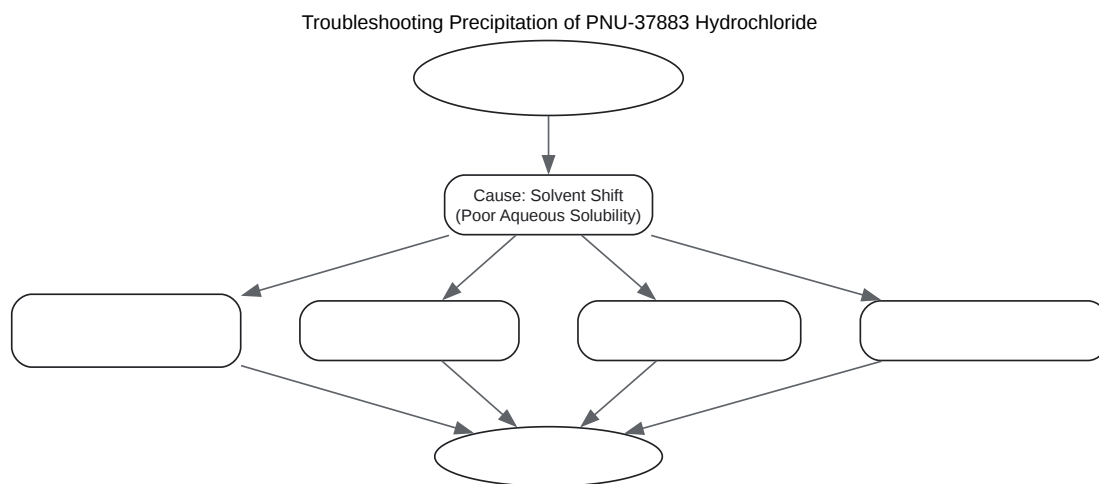 Troubleshooting Precipitation of PNU-37883 Hydrochloride
Cause: Solvent Shift
(Poor Aqueous Solubility)